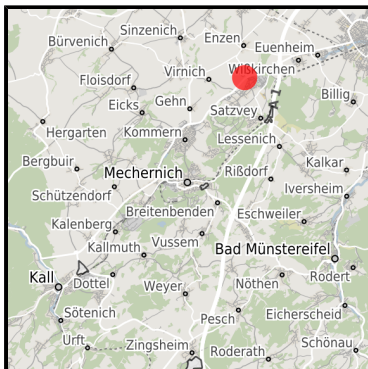 Sinzenich
Enzen
Bürvenich
Euenheim
Virnich
Wißkirchen
Floisdorf
Billig
Eicks
Gehn
Satzvey
Hergarten
Kommern
Lessenich
Bergbuir
Mechernich
Rißdorf
Kalkar
Schützendorf
Iversheim
Breitenbenden
Eschweiler
Kalenberg
Kallmuth
Vussem
Bad Münstereifel
Kall
Dottel
Weyer
Nöthen
Rodert
Sötenich
Pesch
Eicherscheid
Urft
Zingsheim
Roderath
Schönau